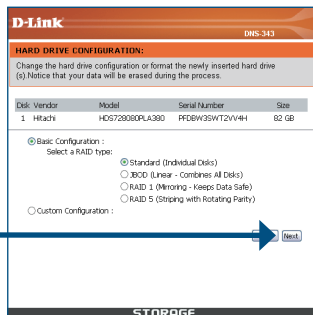 D-Link
DNS-343
HARD DRIVE CONFIGURATION:
Change the hard drive configuration or format the newly inserted hard drive
(s).Notice that your data will be erased during the process.
Disk Vendor Model Serial Number Size
1 Hitachi HDS728080PLA380 PFDBW3SWT2VV4H 82 GB
Basic Configuration :
Select a RAID type:
Standard (Individual Disks)
JBOD (Linear - Combines All Disks)
RAID 1 (Mirroring - Keeps Data Safe)
RAID 5 (Striping with Rotating Parity)
Custom Configuration :
Next
STORAGE